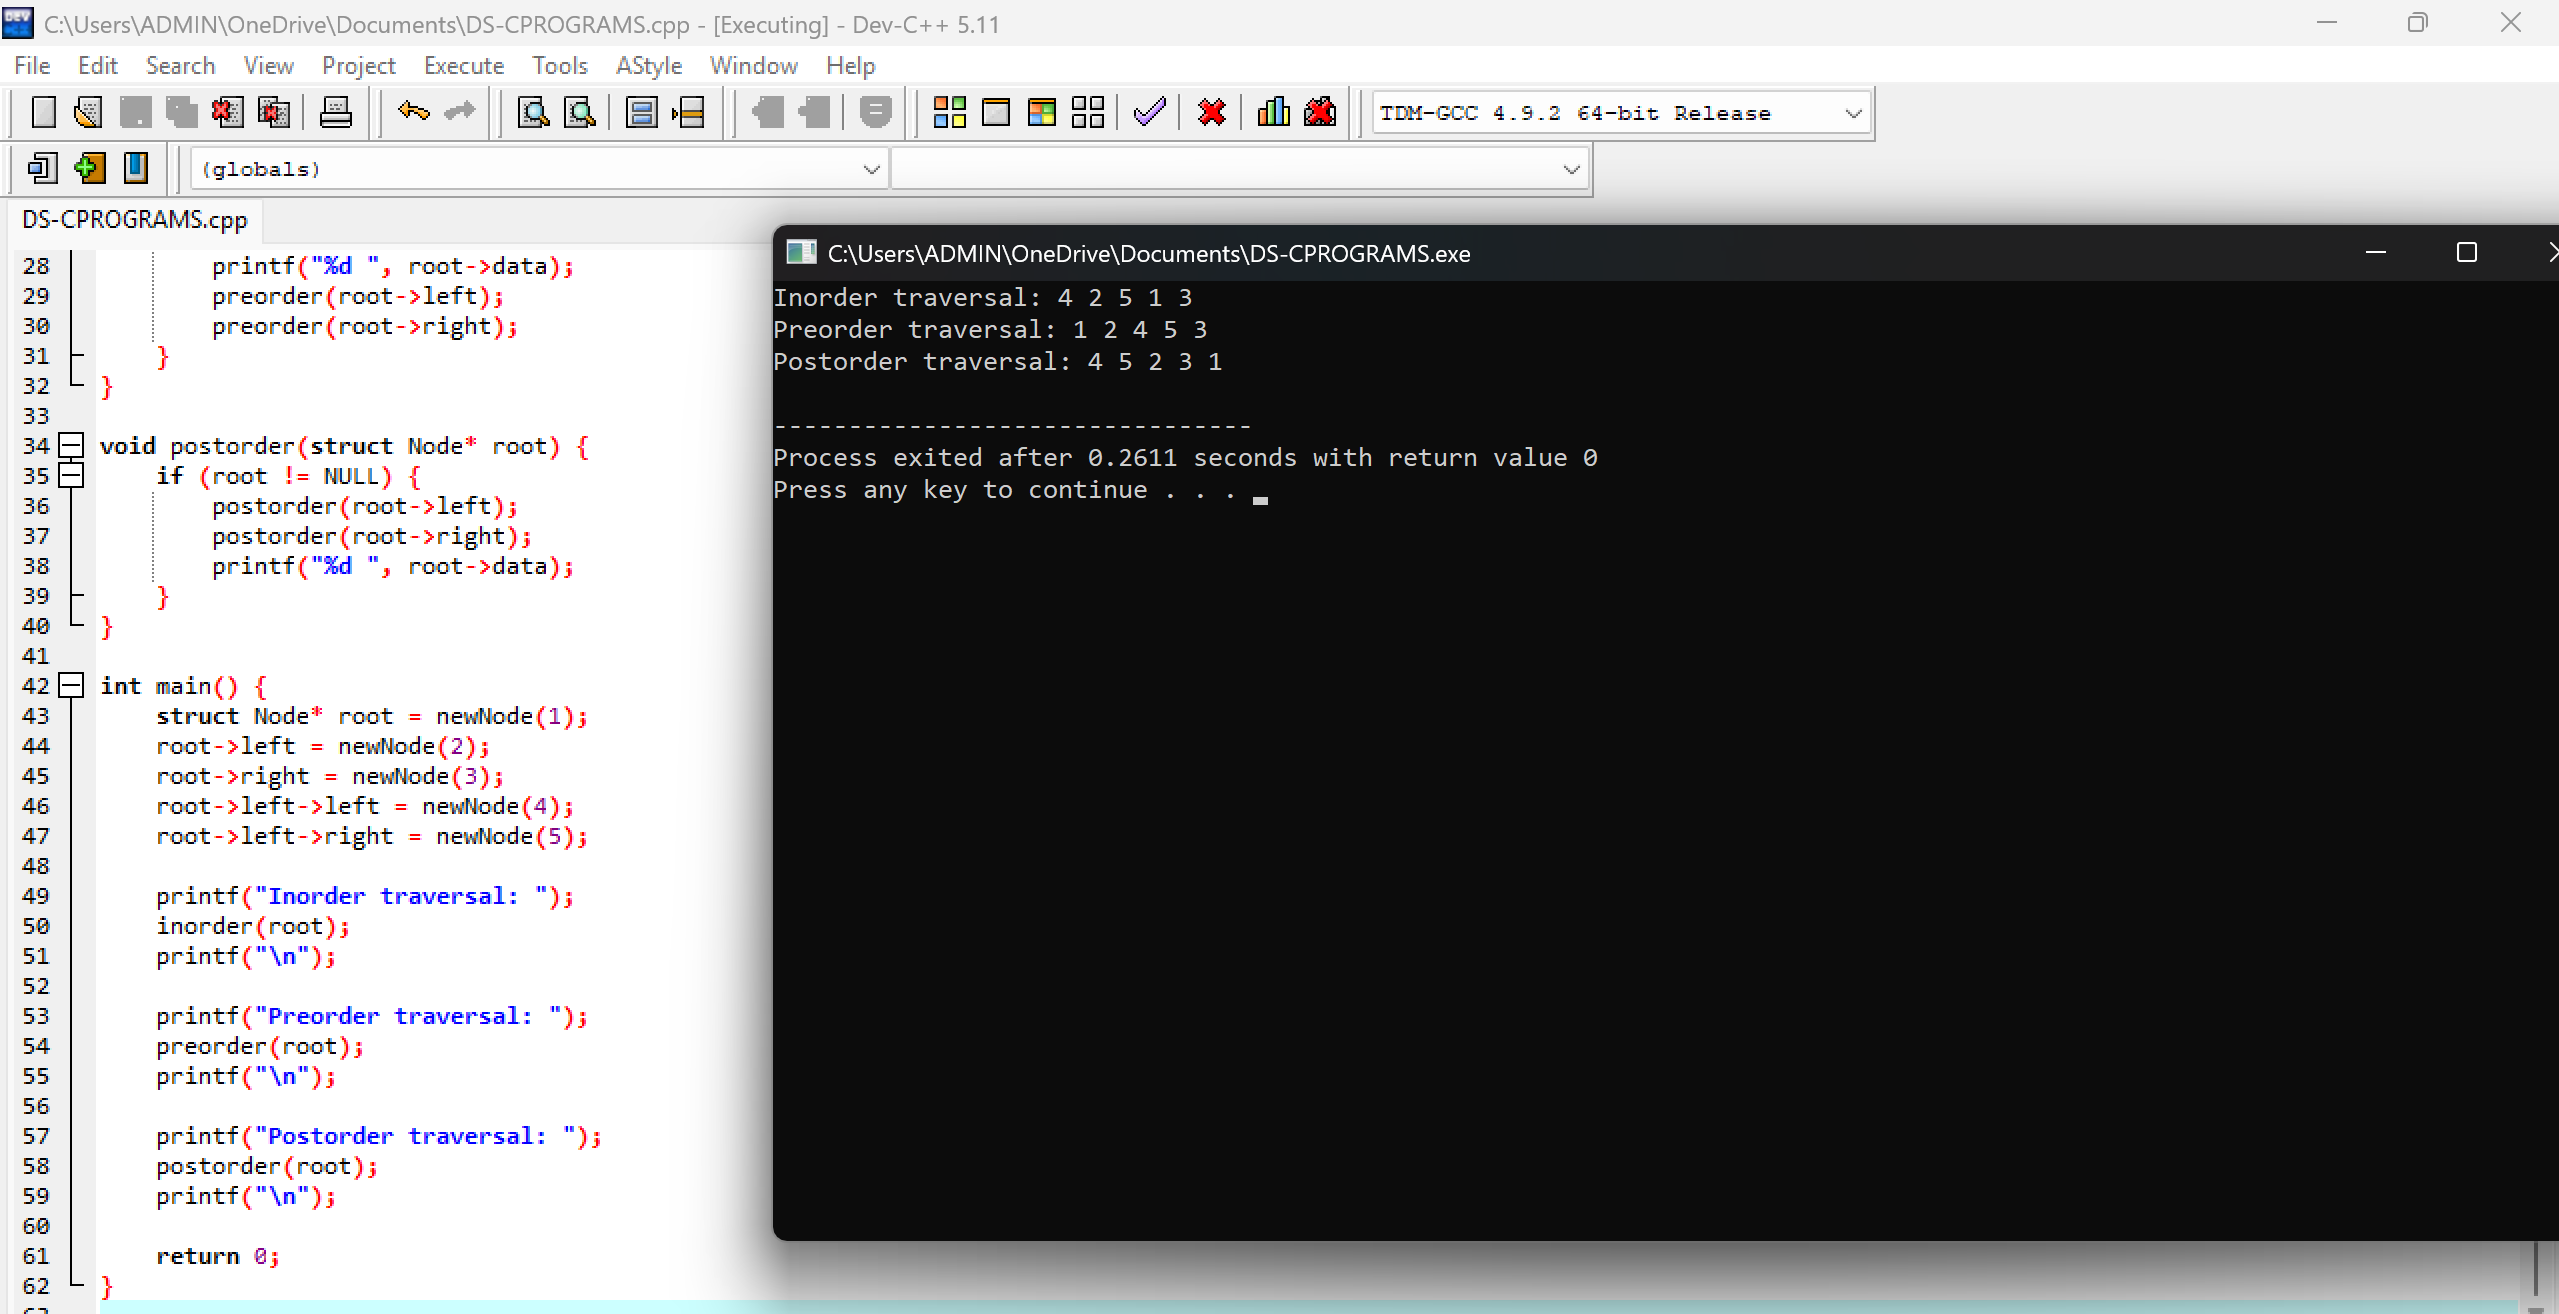 C:\Users\ADMIN\OneDrive\Documents\DS-CPROGRAMS.cpp - [Executing] - Dev-C++ 5.11
File Edit Search View Project Execute Tools AStyle Window Help
TDM-GCC 4.9.2 64-bit Release
(globals)
DS-CPROGRAMS.cpp
28 printf("%d ", root->data);
29 preorder(root->left);
30 preorder(root->right);
31 }
32 }
33
34 void postorder(struct Node* root) {
35 if (root != NULL) {
36 postorder(root->left);
37 postorder(root->right);
38 printf("%d ", root->data);
39 }
40 }
41
42 int main() {
43 struct Node* root = newNode(1);
44 root->left = newNode(2);
45 root->right = newNode(3);
46 root->left->left = newNode(4);
47 root->left->right = newNode(5);
48
49 printf("Inorder traversal: ");
50 inorder(root);
51 printf("\n");
52
53 printf("Preorder traversal: ");
54 preorder(root);
55 printf("\n");
56
57 printf("Postorder traversal: ");
58 postorder(root);
59 printf("\n");
60
61 return 0;
62 }
C:\Users\ADMIN\OneDrive\Documents\DS-CPROGRAMS.exe
Inorder traversal: 4 2 5 1 3
Preorder traversal: 1 2 4 5 3
Postorder traversal: 4 5 2 3 1
--------------------------------
Process exited after 0.2611 seconds with return value 0
Press any key to continue . . .